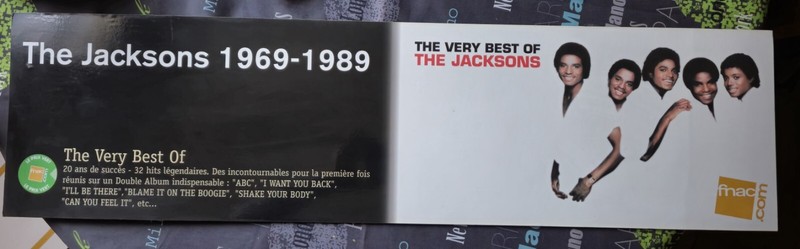 The Jacksons 1969-1989
The Very Best Of
20 ans de succès - 32 hits légendaires. Des incontournables pour la première fois
réunis sur un Double Album indispensable : "ABC", "I WANT YOU BACK",
"I'LL BE THERE","BLAME IT ON THE BOOGIE", "SHAKE YOUR BODY",
"CAN YOU FEEL IT", etc...
fnac
THE VERY BEST OF
THE JACKSONS
fnac
.com